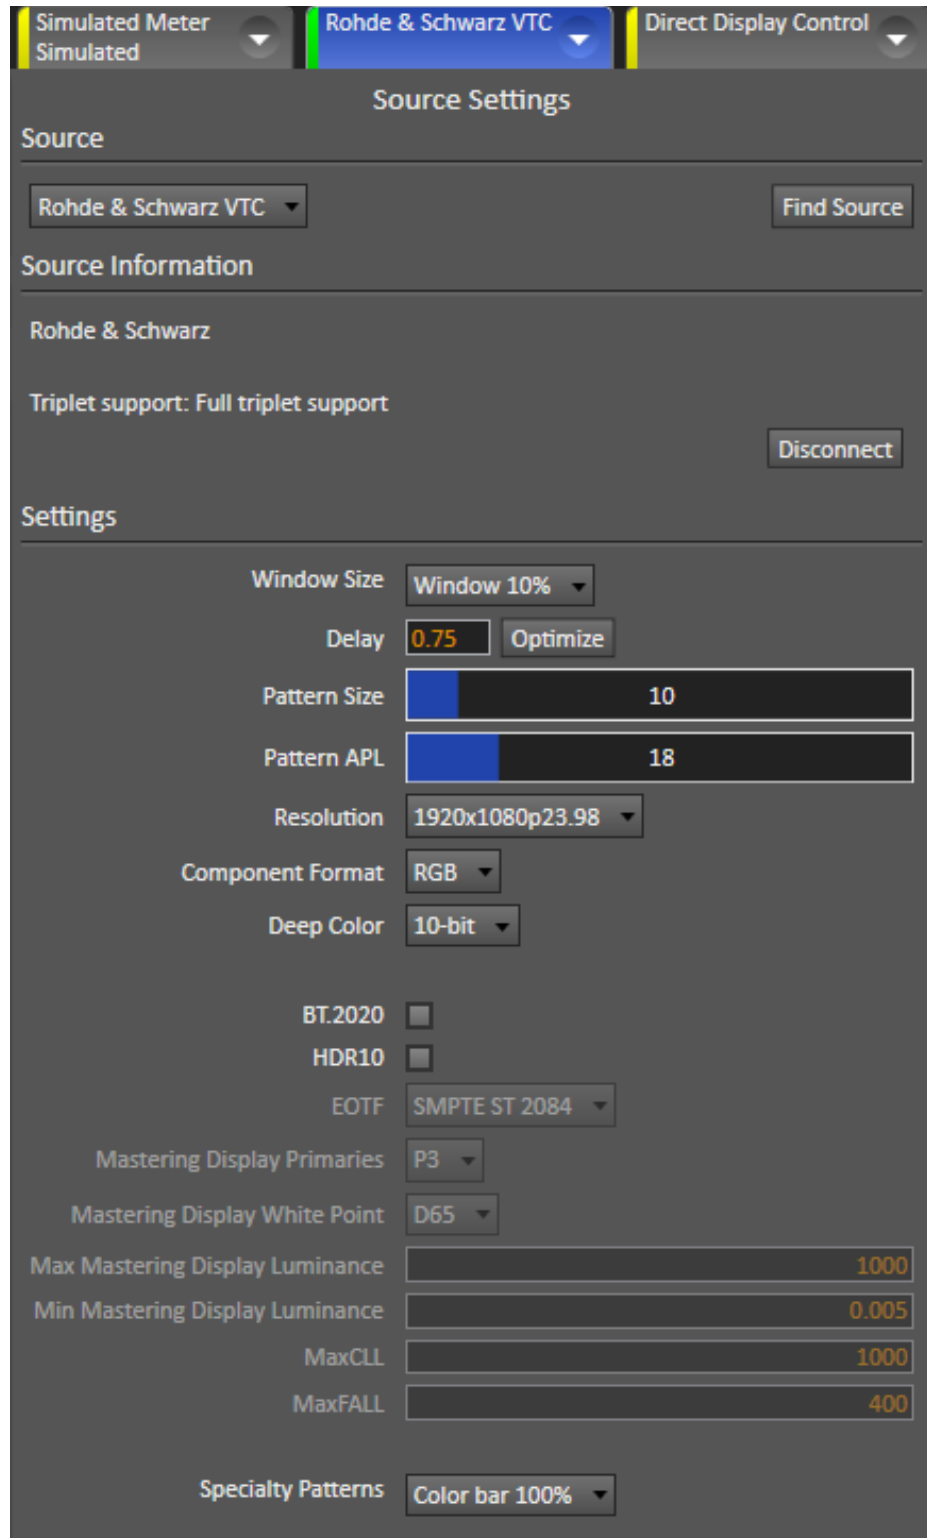 Simulated Meter
Simulated
Rohde & Schwarz VTC
Direct Display Control
Source Settings
Source
Rohde & Schwarz VTC
Find Source
Source Information
Rohde & Schwarz
Triplet support: Full triplet support
Disconnect
Settings
Window Size Window 10%
Delay 0.75 Optimize
Pattern Size 10
Pattern APL 18
Resolution 1920x1080p23.98
Component Format RGB
Deep Color 10-bit
BT.2020
HDR10
EOTF SMPTE ST 2084
Mastering Display Primaries P3
Mastering Display White Point D65
Max Mastering Display Luminance 1000
Min Mastering Display Luminance 0.005
MaxCLL 1000
MaxFALL 400
Specialty Patterns Color bar 100%